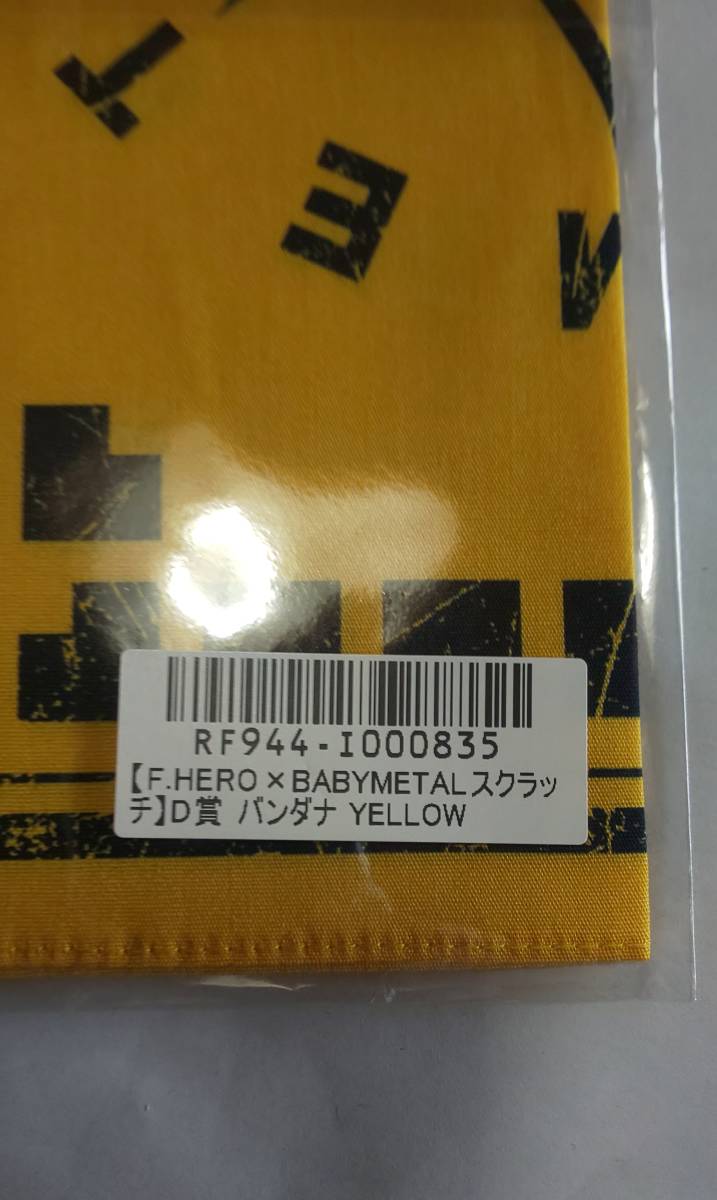 T
E
M
RF944-I000835
【F.HERO×BABYMETALスクラッ
チ】D賞 バンダナ YELLOW